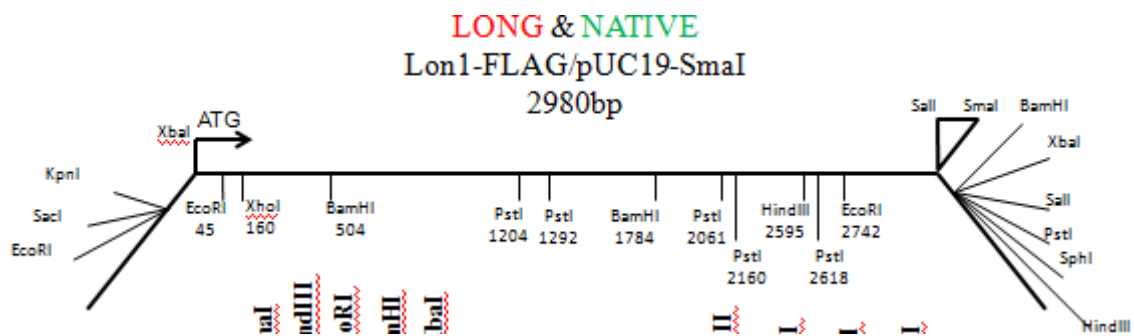 LONG & NATIVE
Lon1-FLAG/pUC19-SmaI
2980bp
XbaI ATG
SalI SmaI BamHI
XbaI
KpnI
SacI
EcoRI
EcoRI 45
XhoI 160
BamHI 504
PstI 1204
PstI 1292
BamHI 1784
PstI 2061
PstI 2160
HindIII 2595
PstI 2618
EcoRI 2742
SalI
PstI
SphI
HindIII